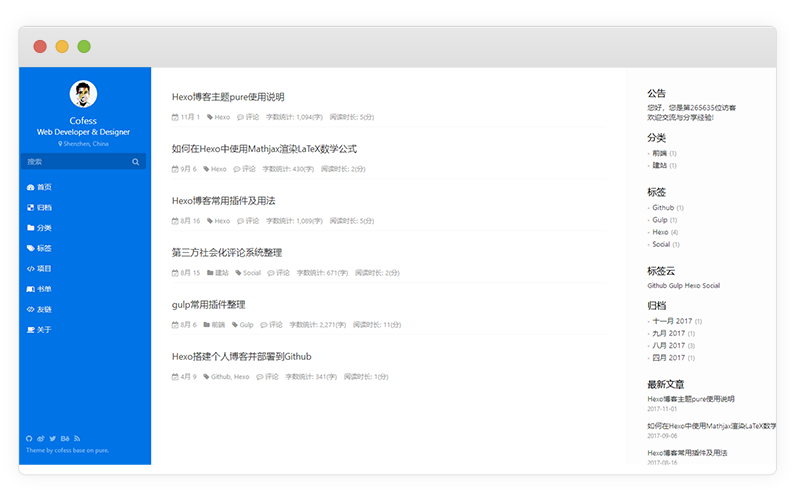 Cofess
Web Developer & Designer
Shenzhen, China
搜索
首页
归档
分类
标签
项目
书单
友链
关于
Theme by cofess base on pure.
Hexo博客主题pure使用说明
11月 1 Hexo 评论 字数统计: 1,094(字) 阅读时长: 5(分)
如何在Hexo中使用Mathjax渲染LaTeX数学公式
9月 6 Hexo 评论 字数统计: 430(字) 阅读时长: 2(分)
Hexo博客常用插件及用法
8月 16 Hexo 评论 字数统计: 1,089(字) 阅读时长: 5(分)
第三方社会化评论系统整理
8月 15 建站 Social 评论 字数统计: 671(字) 阅读时长: 2(分)
gulp常用插件整理
8月 6 前端 Gulp 评论 字数统计: 2,271(字) 阅读时长: 11(分)
Hexo搭建个人博客并部署到Github
4月 9 Github, Hexo 评论 字数统计: 341(字) 阅读时长: 1(分)
公告
您好，您是第265635位访客
欢迎交流与分享经验!
分类
前端 (1)
建站 (1)
标签
Github (1)
Gulp (1)
Hexo (4)
Social (1)
标签云
Github Gulp Hexo Social
归档
十一月 2017 (1)
九月 2017 (1)
八月 2017 (3)
四月 2017 (1)
最新文章
Hexo博客主题pure使用说明
2017-11-01
如何在Hexo中使用Mathjax渲染LaTeX数学
2017-09-06
Hexo博客常用插件及用法
2017-08-16